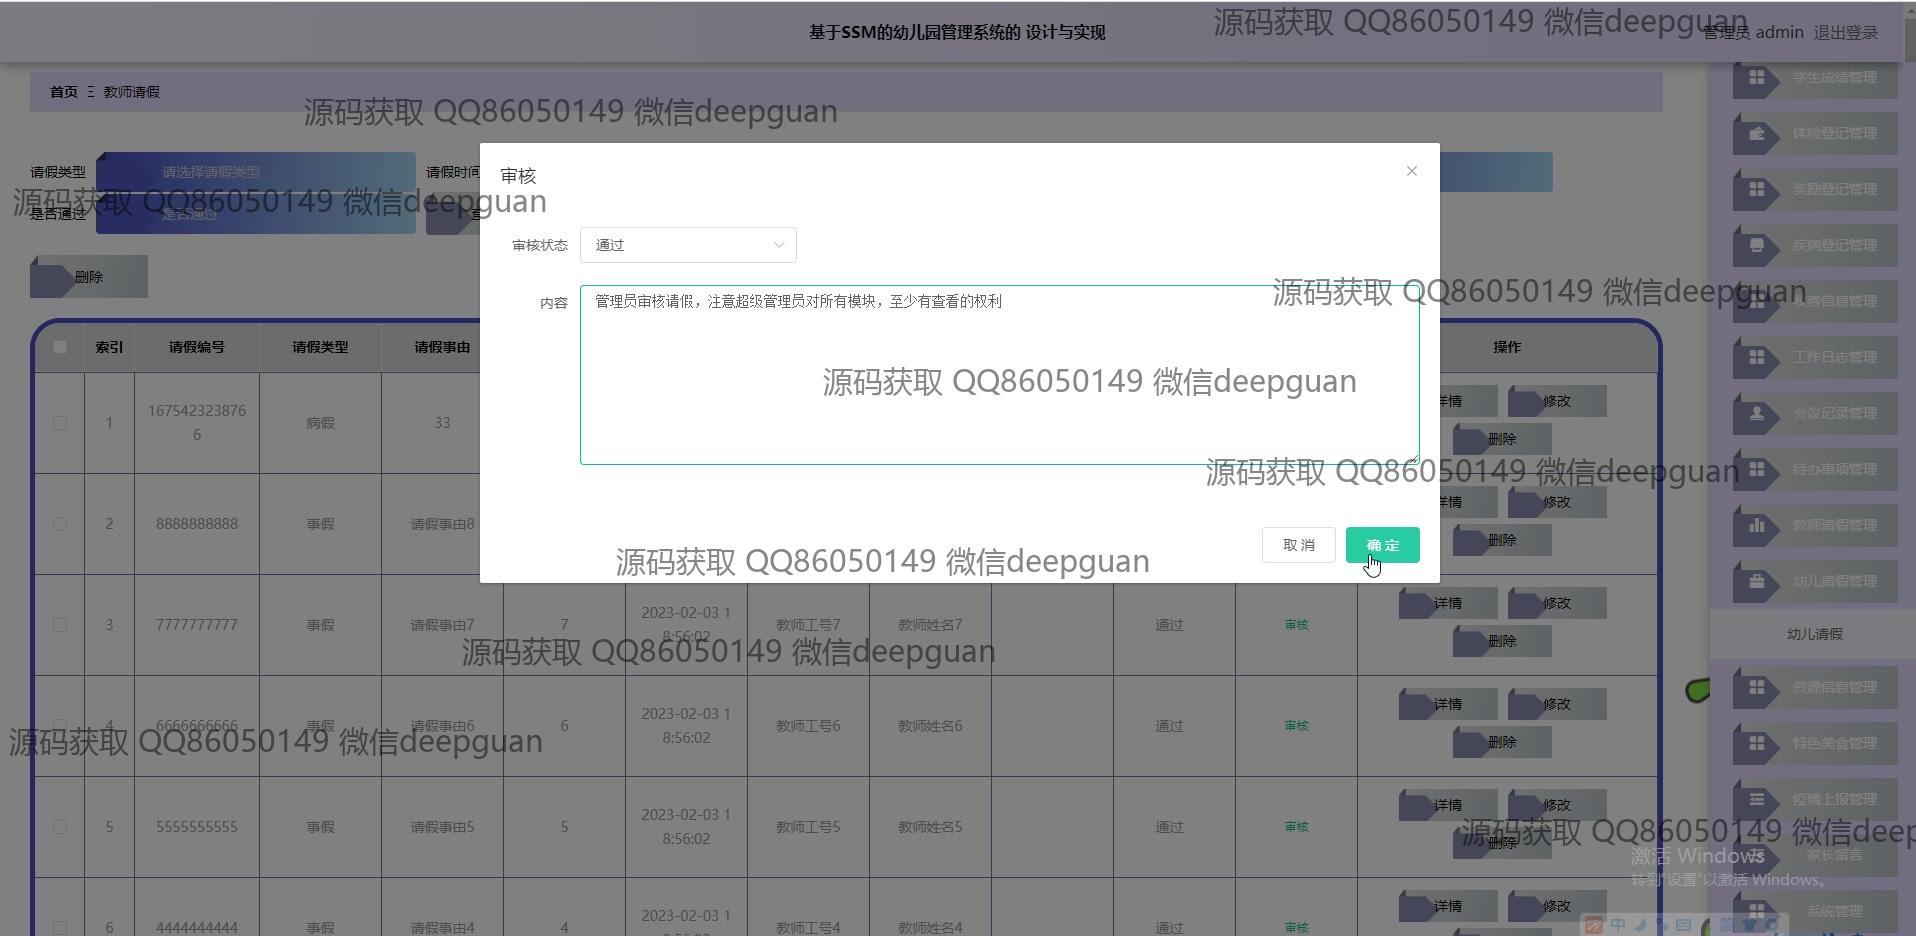 基于SSM的幼儿园管理系统的 设计与实现
源码获取 QQ86050149 微信deepguan
管理员 admin 退出登录
首页 Ξ 教师请假
源码获取 QQ86050149 微信deepguan
请假类型 请选择请假类型 请假时间
源码获取 QQ86050149 微信deepguan
是否通过 是否通过
删除
审核
审核状态 通过
内容 管理员审核请假，注意超级管理员对所有模块，至少有查看的权利
源码获取 QQ86050149 微信deepguan
源码获取 QQ86050149 微信deepguan
源码获取 QQ86050149 微信deepguan
取消 确定
源码获取 QQ86050149 微信deepguan
索引 请假编号 请假类型 请假事由 操作
1 167542323876 病假 33 修改
6
删除
2 8888888888 事假 请假事由8 修改
删除
3 7777777777 事假 请假事由7 7 2023-02-03 1 教师工号7 教师姓名7 通过 审核 详情 修改
8:56:02 删除
源码获取 QQ86050149 微信deepguan
4 6666666666 事假 请假事由6 6 2023-02-03 1 教师工号6 教师姓名6 通过 审核 详情 修改
8:56:02 删除
源码获取 QQ86050149 微信deepguan
5 5555555555 事假 请假事由5 5 2023-02-03 1 教师工号5 教师姓名5 通过 审核 详情 修改
8:56:02 删除
源码获取 QQ86050149 微信deep
6 4444444444 事假 请假事由4 4 2023-02-03 1 教师工号4 教师姓名4 通过 审核 详情 修改
学生成绩管理
体检登记管理
奖励登记管理
疾病登记管理
收费信息管理
工作日志管理
会议记录管理
待办事项管理
教师请假管理
幼儿请假管理
幼儿请假
资源信息管理
特色美食管理
疫情上报管理
家长留言
系统管理
激活 Windows
转到"设置"以激活 Windows。
中 简